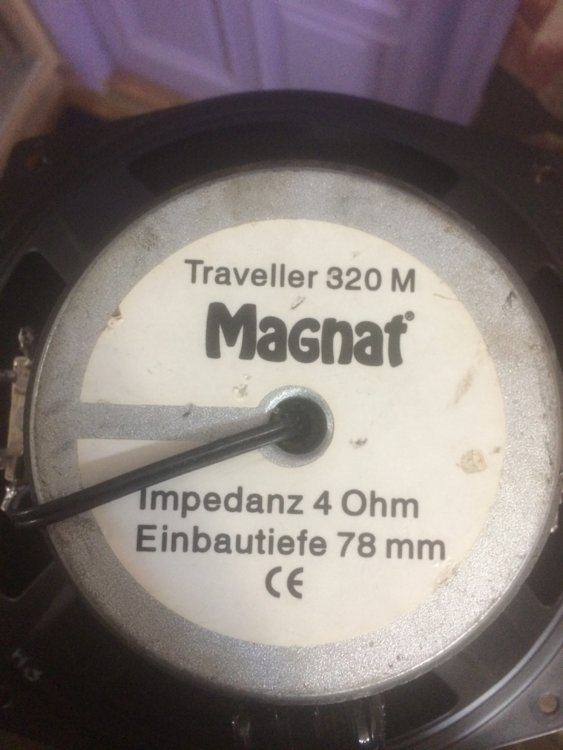 Traveller 320 M
Magnat®
Impedanz 4 Ohm
Einbautiefe 78 mm
CE